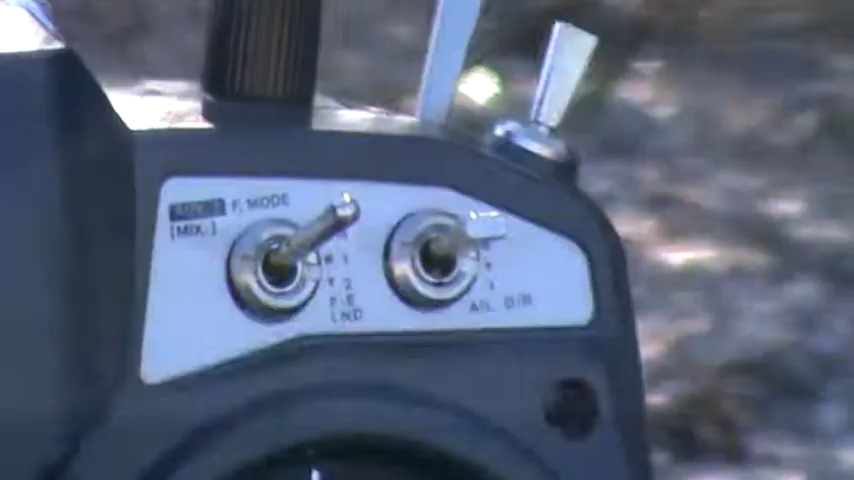 F. MODE
[MIX.]
N
1
2
F-E
LND
AIL D/R